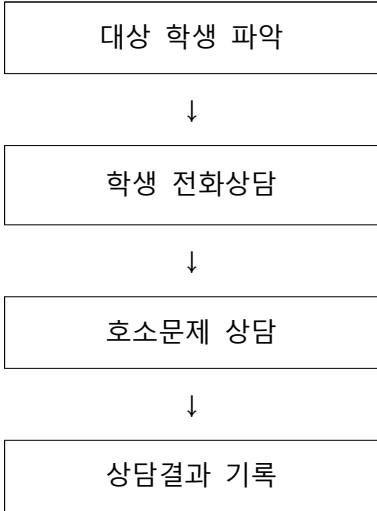 대상 학생 파악
↓
학생 전화상담
↓
호소문제 상담
↓
상담결과 기록